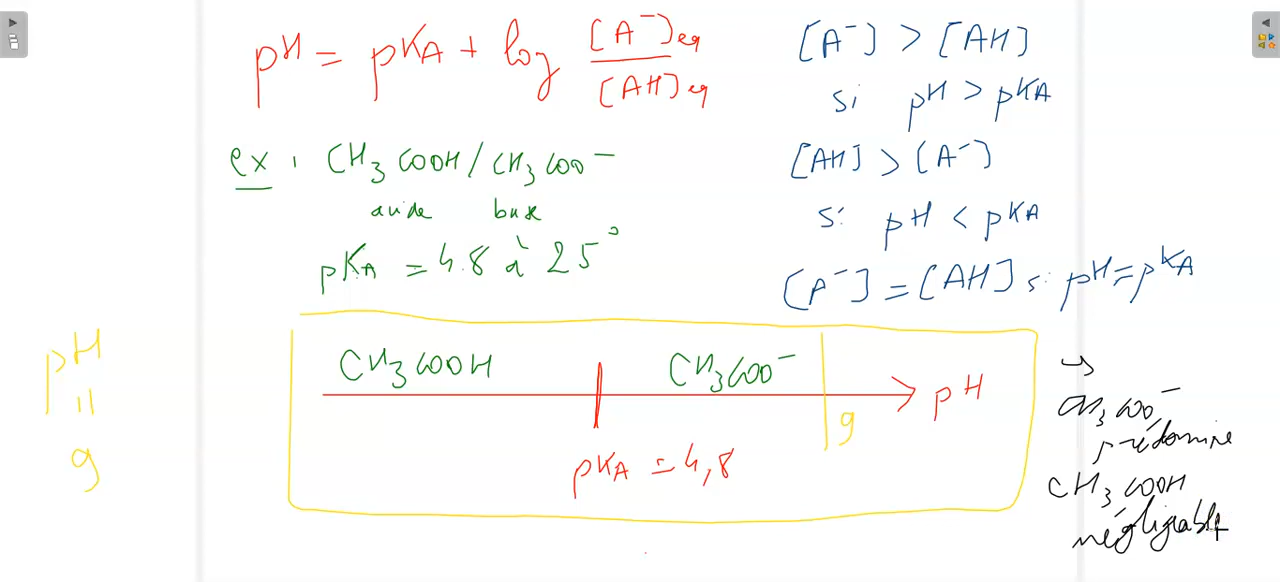 pH = pKA + log [A⁻]eq / [AH]eq
[A⁻] > [AH]
si pH > pKA
ex : CH3COOH / CH3COO⁻
acide base
pKA = 4.8 à 25°
[AH] > [A⁻]
si pH < pKA
[A⁻] = [AH] si pH = pKA
pH
=
9
CH3COOH CH3COO⁻
pH
9
pKA = 4,8
→
CH3COO⁻
prédomine
CH3COOH
négligeable